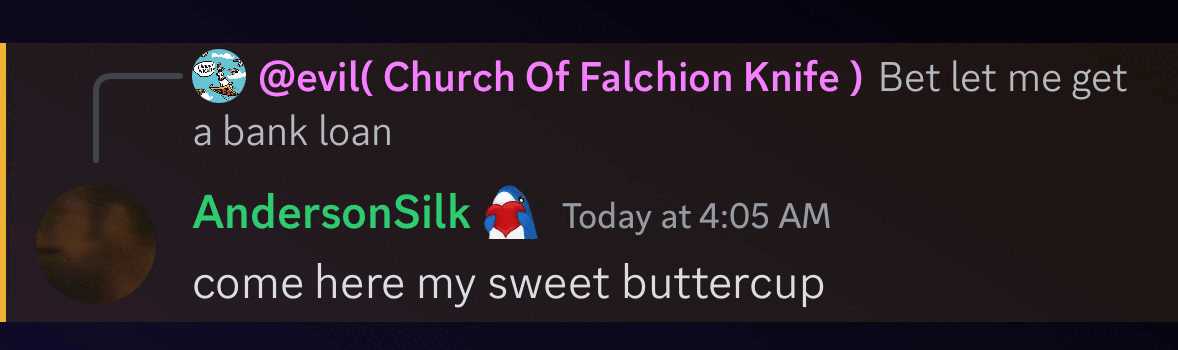 @evil( Church Of Falchion Knife ) Bet let me get
a bank loan
AndersonSilk Today at 4:05 AM
come here my sweet buttercup